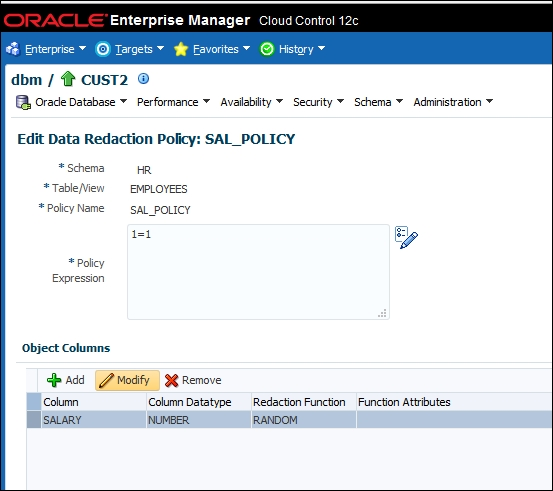 ORACLE Enterprise Manager Cloud Control 12c
Enterprise Targets Favorites History
dbm / CUST2
Oracle Database Performance Availability Security Schema Administration
Edit Data Redaction Policy: SAL_POLICY
* Schema HR
* Table/View EMPLOYEES
* Policy Name SAL_POLICY
1=1
* Policy
Expression
Object Columns
Add Modify Remove
Column Column Datatype Redaction Function Function Attributes
SALARY NUMBER RANDOM